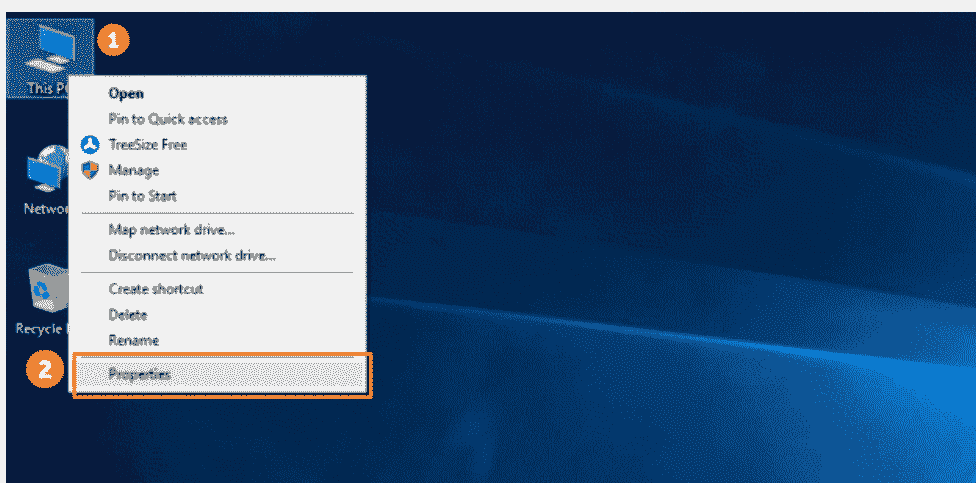 1
This P
Open
Pin to Quick access
TreeSize Free
Manage
Pin to Start
Networ
Map network drive...
Disconnect network drive...
Create shortcut
Delete
Recycle
Rename
2
Properties